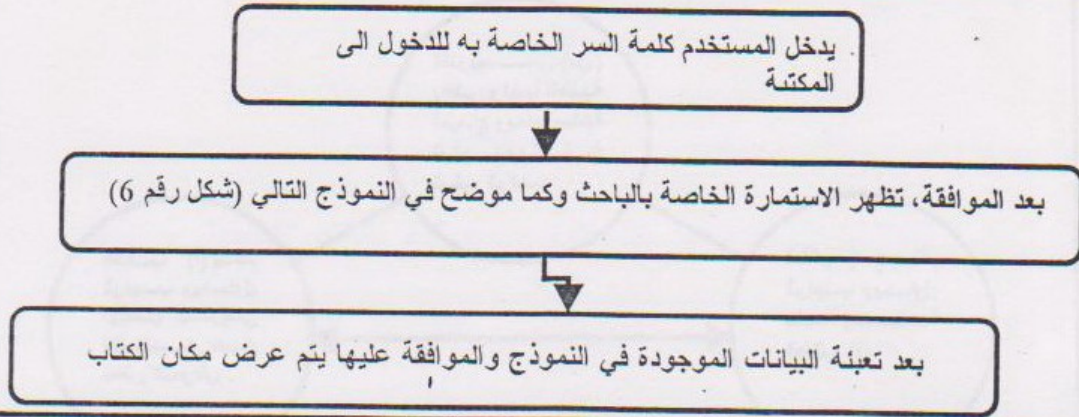 يدخل المستخدم كلمة السر الخاصة به للدخول الى
المكتبة
بعد الموافقة، تظهر الاستمارة الخاصة بالباحث وكما موضح في النموذج التالي (شكل رقم 6)
بعد تعبئة البيانات الموجودة في النموذج والموافقة عليها يتم عرض مكان الكتاب